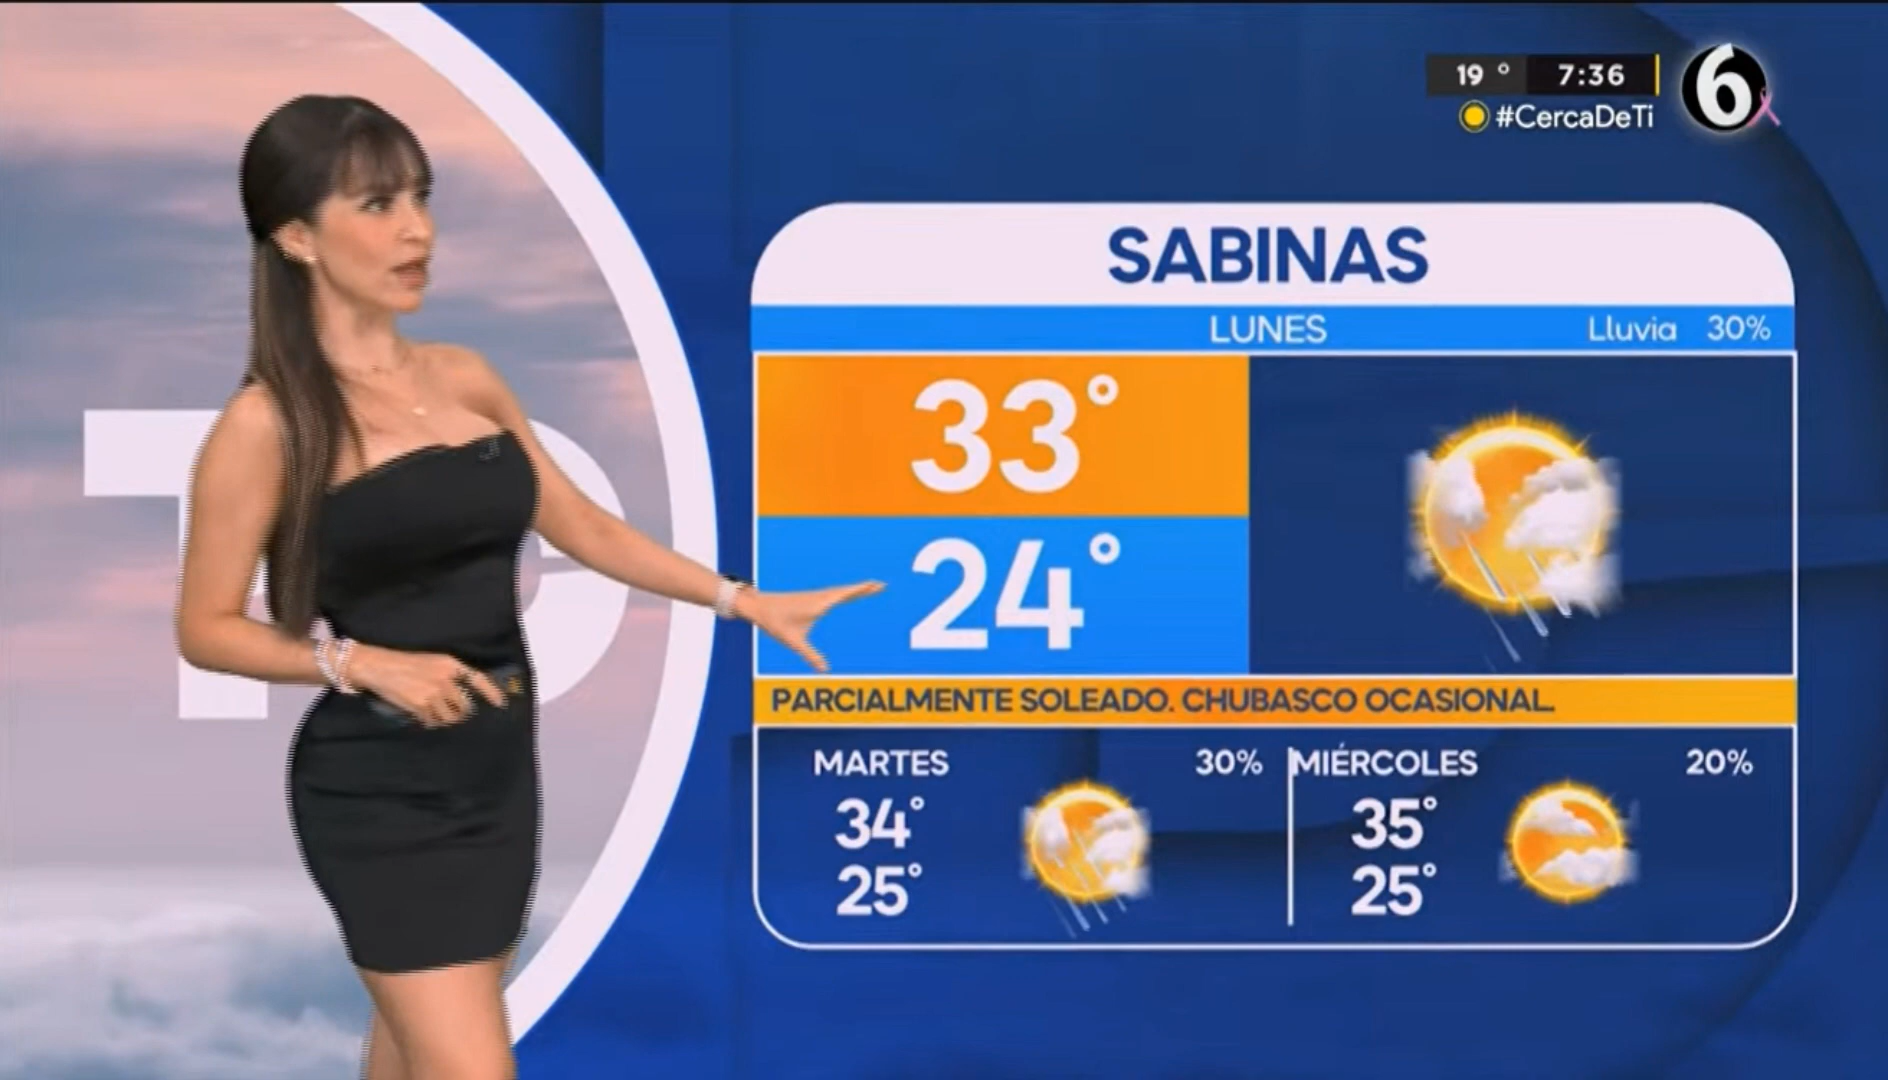 19 ° 7:36
6
#CercaDeTi
SABINAS
LUNES Lluvia 30%
33°
24°
PARCIALMENTE SOLEADO. CHUBASCO OCASIONAL.
MARTES 30%
34°
25°
MIÉRCOLES 20%
35°
25°